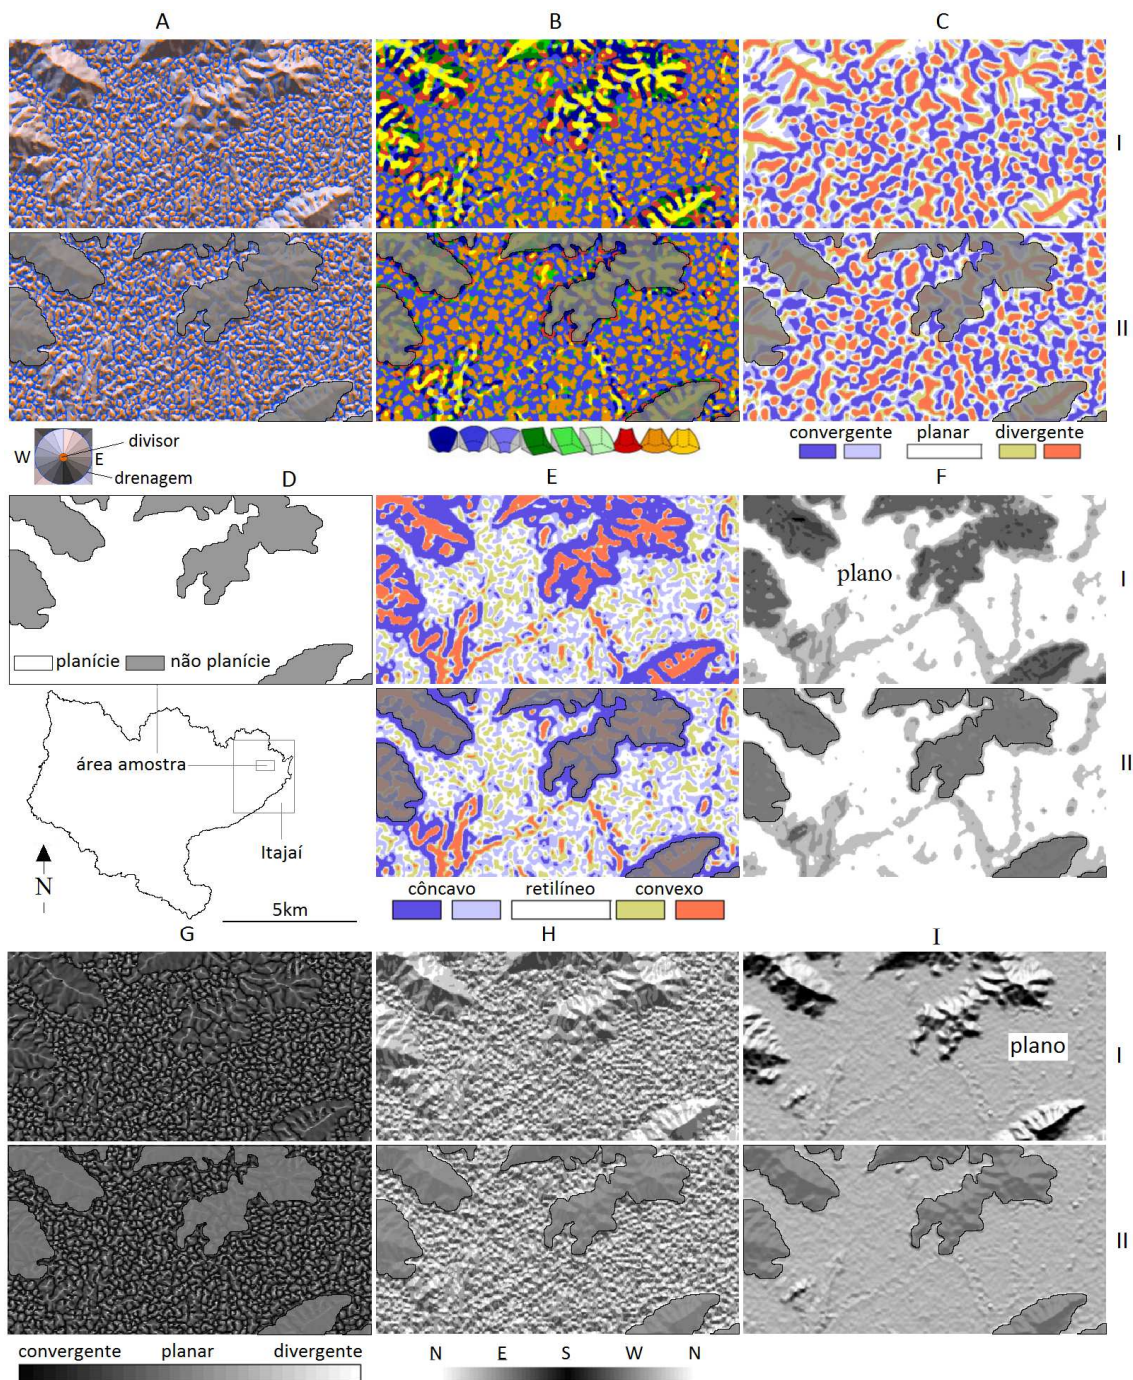 A B C
I
II
divisor
W E
drenagem
convergente planar divergente
D E F
plano
I
planície não planície
II
área amostra
Itajaí
N
5km
côncavo retilíneo convexo
G H I
I
plano
II
convergente planar divergente
N E S W N